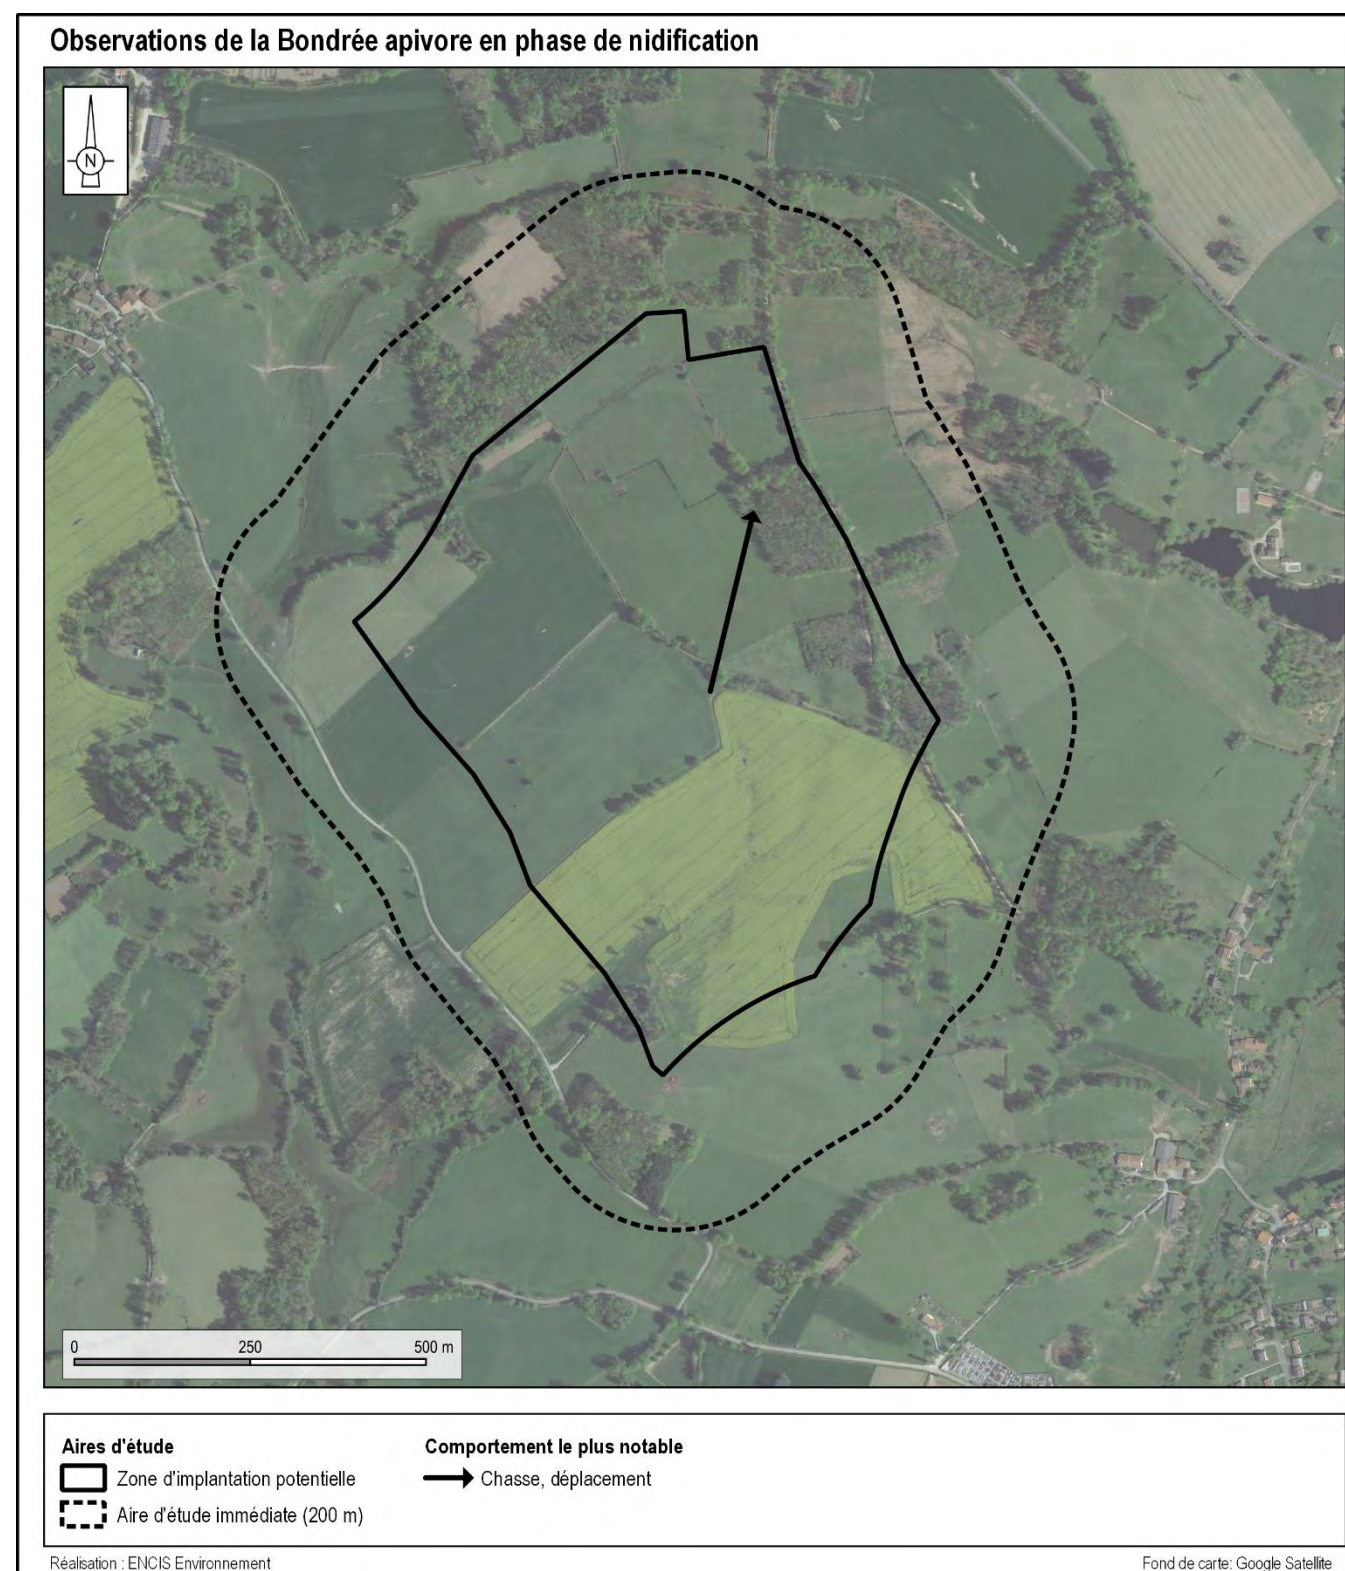 Observations de la Bondrée apivore en phase de nidification
N
0 250 500 m
Aires d'étude
Zone d'implantation potentielle
Aire d'étude immédiate (200 m)
Comportement le plus notable
Chasse, déplacement
Réalisation : ENCIS Environnement
Fond de carte: Google Satellite